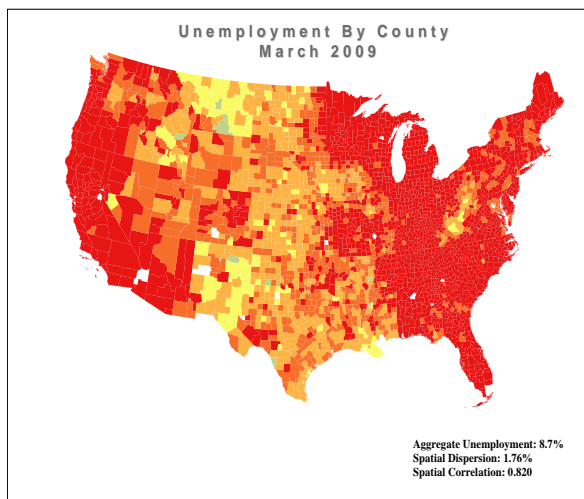 Unemployment By County
March 2009
Aggregate Unemployment: 8.7%
Spatial Dispersion: 1.76%
Spatial Correlation: 0.820